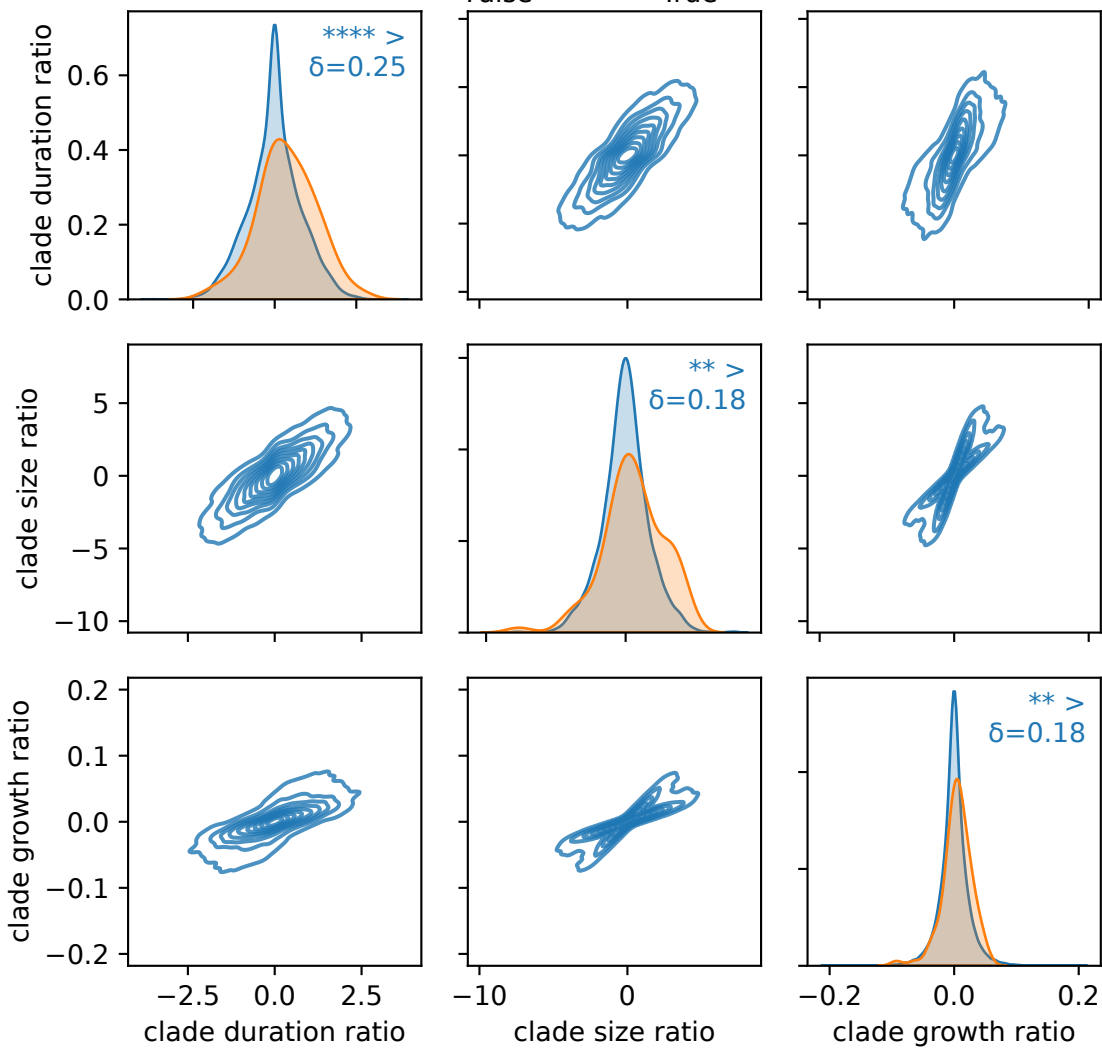 clade duration ratio
0.6
0.4
0.2
0.0
**** >
δ=0.25
clade size ratio
5
0
−5
−10
** >
δ=0.18
clade growth ratio
0.2
0.1
0.0
−0.1
−0.2
** >
δ=0.18
−2.5 0.0 2.5
−10 0
−0.2 0.0 0.2
clade duration ratio
clade size ratio
clade growth ratio